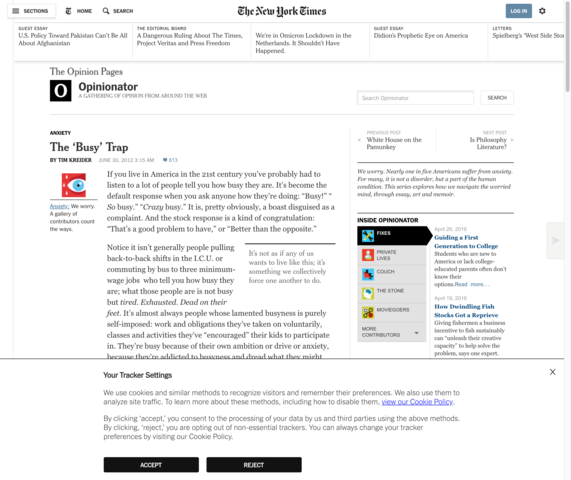 SECTIONS
HOME
SEARCH
The New York Times
LOG IN
GUEST ESSAY
U.S. Policy Toward Pakistan Can't Be All
About Afghanistan
THE EDITORIAL BOARD
A Dangerous Ruling About The Times,
Project Veritas and Press Freedom
We're in Omicron Lockdown in the
Netherlands. It Shouldn't Have
Happened.
GUEST ESSAY
Didion's Prophetic Eye on America
LETTERS
Spielberg's 'West Side Sto
The Opinion Pages
Opinionator
A GATHERING OF OPINION FROM AROUND THE WEB
Search Opinionator
SEARCH
ANXIETY
The 'Busy' Trap
BY TIM KREIDER JUNE 30, 2012 3:15 AM 813
Anxiety: We worry.
A gallery of
contributors count
the ways.
If you live in America in the 21st century you've probably had to
listen to a lot of people tell you how busy they are. It's become the
default response when you ask anyone how they're doing: "Busy!" "
So busy." "Crazy busy." It is, pretty obviously, a boast disguised as a
complaint. And the stock response is a kind of congratulation:
"That's a good problem to have," or "Better than the opposite."
Notice it isn't generally people pulling
back-to-back shifts in the I.C.U. or
commuting by bus to three minimum-
wage jobs who tell you how busy they
are; what those people are is not busy
but tired. Exhausted. Dead on their
feet. It's almost always people whose lamented busyness is purely
self-imposed: work and obligations they've taken on voluntarily,
classes and activities they've "encouraged" their kids to participate
in. They're busy because of their own ambition or drive or anxiety,
because they're addicted to busyness and dread what they might
It's not as if any of us
wants to live like this; it's
something we collectively
force one another to do.
PREVIOUS POST
White House on the
Pamunkey
NEXT POST
Is Philosophy
Literature?
We worry. Nearly one in five Americans suffer from anxiety.
For many, it is not a disorder, but a part of the human
condition. This series explores how we navigate the worried
mind, through essay, art and memoir.
INSIDE OPINIONATOR
FIXES
PRIVATE
LIVES
COUCH
THE STONE
MENAGERIE
MORE
CONTRIBUTORS
April 26, 2016
Guiding a First
Generation to College
Students who are new to
America or lack college-
educated parents often don't
know their
options.Read more…
April 19, 2016
How Dwindling Fish
Stocks Got a Reprieve
Giving fishermen a business
incentive to fish sustainably
can "unleash their creative
capacity" to help solve the
problem, says one expert.
Your Tracker Settings
X
We use cookies and similar methods to recognize visitors and remember their preferences. We also use them to
analyze site traffic. To learn more about these methods, including how to disable them, view our Cookie Policy.
By clicking 'accept,' you consent to the processing of your data by us and third parties using the above methods.
By clicking, 'reject,' you are opting out of non-essential trackers. You can always change your tracker
preferences by visiting our Cookie Policy.
ACCEPT
REJECT